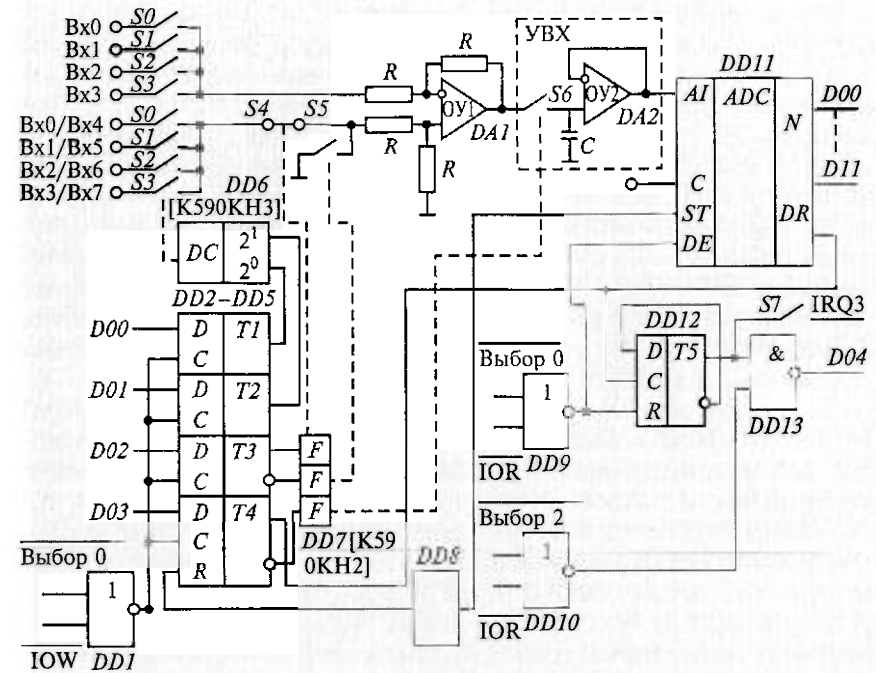 Вх0 S0
Вх1 S1
Вх2 S2
Вх3 S3
Вх0/Вх4 S0
Вх1/Вх5 S1
Вх2/Вх6 S2
Вх3/Вх7 S3
S4 S5
R
R
R
R
ОУ1
DA1
УВХ
S6
C
ОУ2
DA2
DD11
AI ADC
N
C
ST
DE
DR
D00
D11
DD6
[K590КН3]
DC
2¹
2⁰
DD2–DD5
D00 D T1
C
D01 D T2
C
D02 D T3
C
D03 D T4
C
R
F
F
F
DD7[K59
0КН2]
Выбор 0
1
IOW DD1
DD8
Выбор 0
1
IOR DD9
Выбор 2
1
IOR DD10
DD12
D T5
C
R
S7 IRQ3
&
D04
DD13